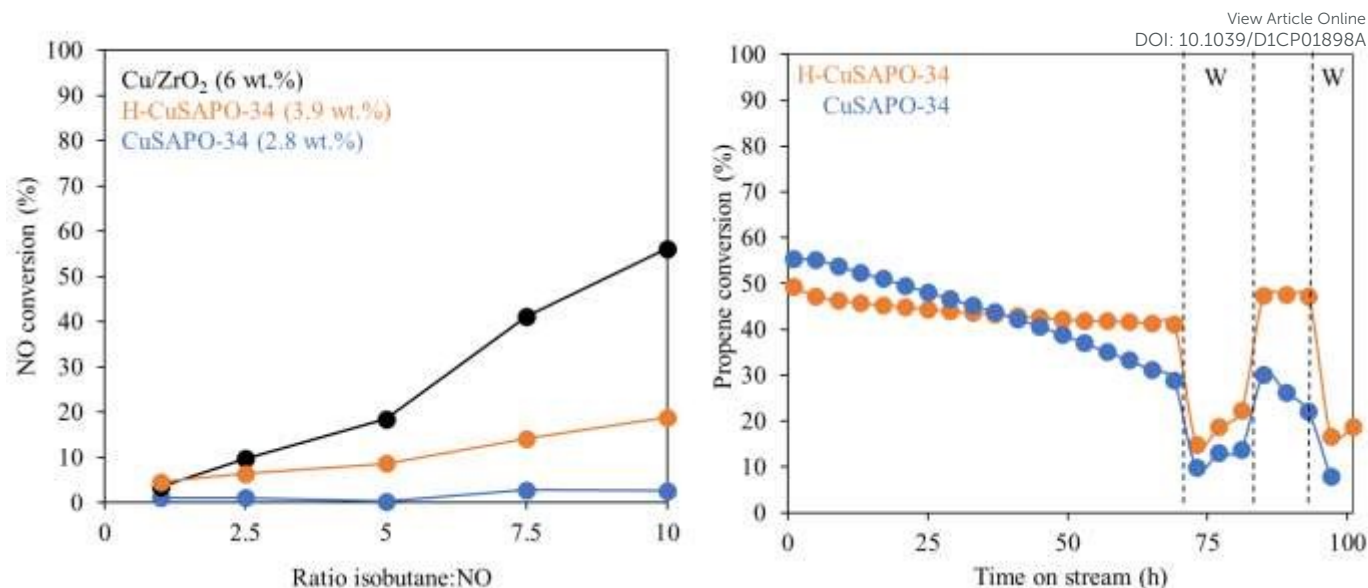 View Article Online
DOI: 10.1039/D1CP01898A
NO conversion (%)
100
90
80
70
60
50
40
30
20
10
0
Cu/ZrO₂ (6 wt.%)
H-CuSAPO-34 (3.9 wt.%)
CuSAPO-34 (2.8 wt.%)
0 2.5 5 7.5 10
Ratio isobutane:NO
Propene conversion (%)
100
90
80
70
60
50
40
30
20
10
0
H-CuSAPO-34
CuSAPO-34
W W
0 25 50 75 100
Time on stream (h)